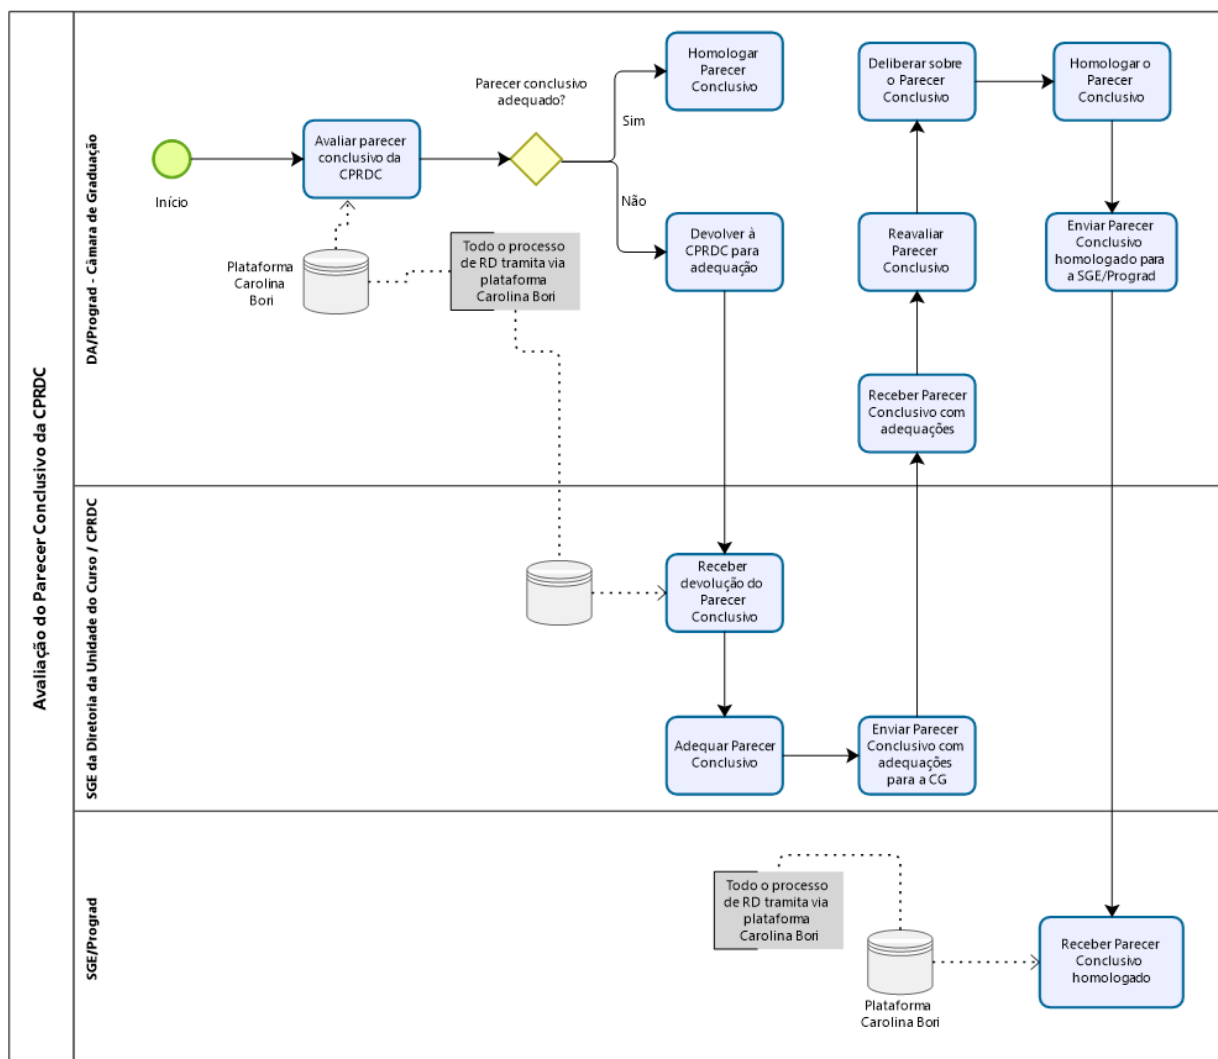 Avaliação do Parecer Conclusivo da CPRDC
DA/Prograd - Câmara de Graduação
Início
Avaliar parecer
conclusivo da
CPRDC
Plataforma
Carolina
Bori
Todo o processo
de RD tramita via
plataforma
Carolina Bori
Parecer conclusivo
adequado?
Sim
Não
Homologar
Parecer
Conclusivo
Devolver à
CPRDC para
adequação
Deliberar sobre
o Parecer
Conclusivo
Homologar o
Parecer
Conclusivo
Reavaliar
Parecer
Conclusivo
Enviar Parecer
Conclusivo
homologado para
a SGE/Prograd
Receber Parecer
Conclusivo com
adequações
SGE da Diretoria da Unidade do Curso / CPRDC
Receber
devolução do
Parecer
Conclusivo
Adequar Parecer
Conclusivo
Enviar Parecer
Conclusivo com
adequações
para a CG
SGE/Prograd
Todo o processo
de RD tramita via
plataforma
Carolina Bori
Plataforma
Carolina Bori
Receber Parecer
Conclusivo
homologado